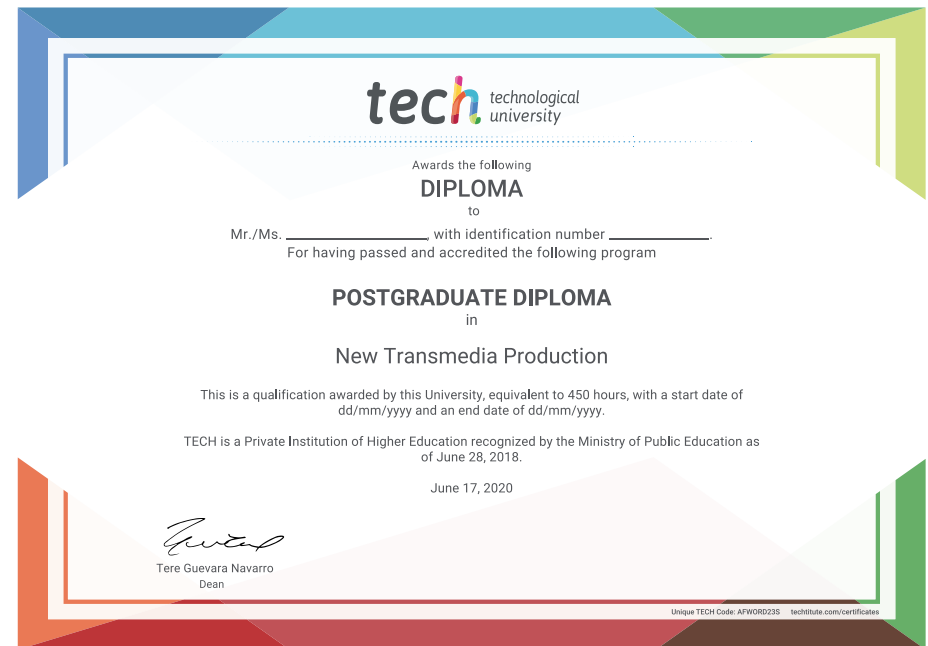 tech technological
university
Awards the following
DIPLOMA
to
Mr./Ms. ____________________, with identification number ______________.
For having passed and accredited the following program
POSTGRADUATE DIPLOMA
in
New Transmedia Production
This is a qualification awarded by this University, equivalent to 450 hours, with a start date of
dd/mm/yyyy and an end date of dd/mm/yyyy.
TECH is a Private Institution of Higher Education recognized by the Ministry of Public Education as
of June 28, 2018.
June 17, 2020
Tere Guevara Navarro
Dean
Unique TECH Code: AFWORD23S techtitute.com/certificates